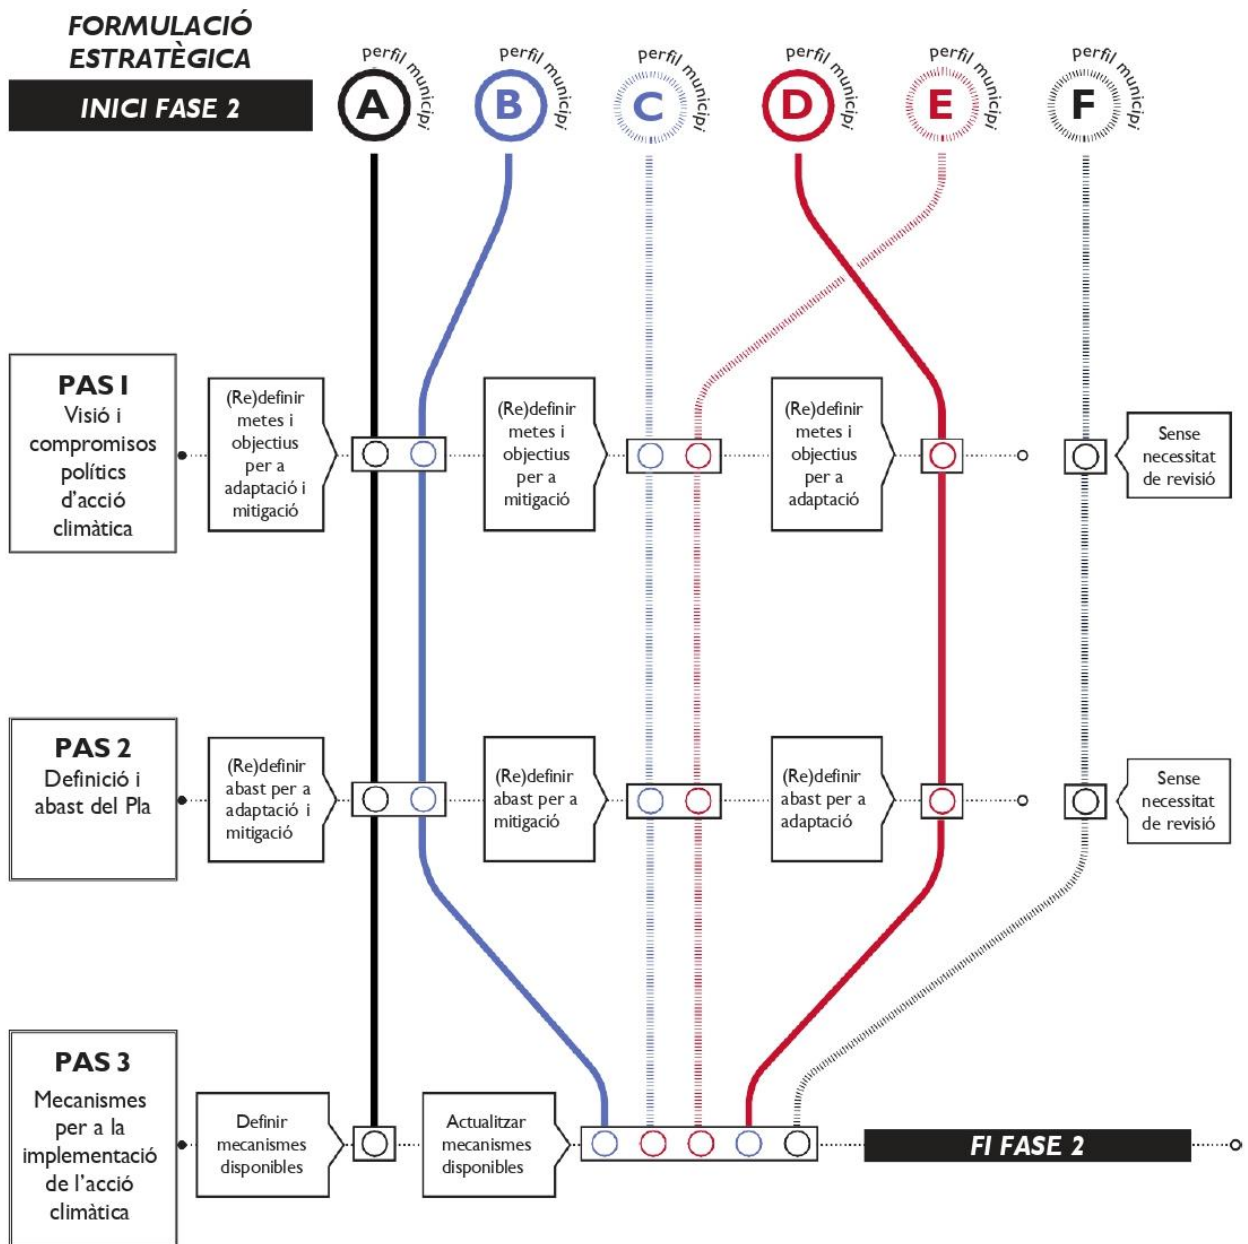 FORMULACIÓ
ESTRATÈGICA
INICI FASE 2
A perfil municipi
B perfil municipi
C perfil municipi
D perfil municipi
E perfil municipi
F perfil municipi
PAS 1
Visió i
compromisos
polítics
d'acció
climàtica
(Re)definir
metes i
objectius
per a
adaptació i
mitigació
(Re)definir
metes i
objectius
per a
mitigació
(Re)definir
metes i
objectius
per a
adaptació
Sense
necessitat
de revisió
PAS 2
Definició i
abast del Pla
(Re)definir
abast per a
adaptació i
mitigació
(Re)definir
abast per a
mitigació
(Re)definir
abast per a
adaptació
Sense
necessitat
de revisió
PAS 3
Mecanismes
per a la
implementació
de l'acció
climàtica
Definir
mecanismes
disponibles
Actualitzar
mecanismes
disponibles
FI FASE 2